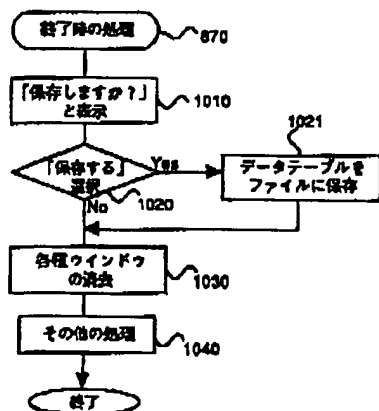 終了時の処理
870
「保存しますか？」
と表示
1010
1021
「保存する」
選択
Yes
データテーブルを
ファイルに保存
1020
No
各種ウインドウ
の消去
1030
その他の処理
1040
終了